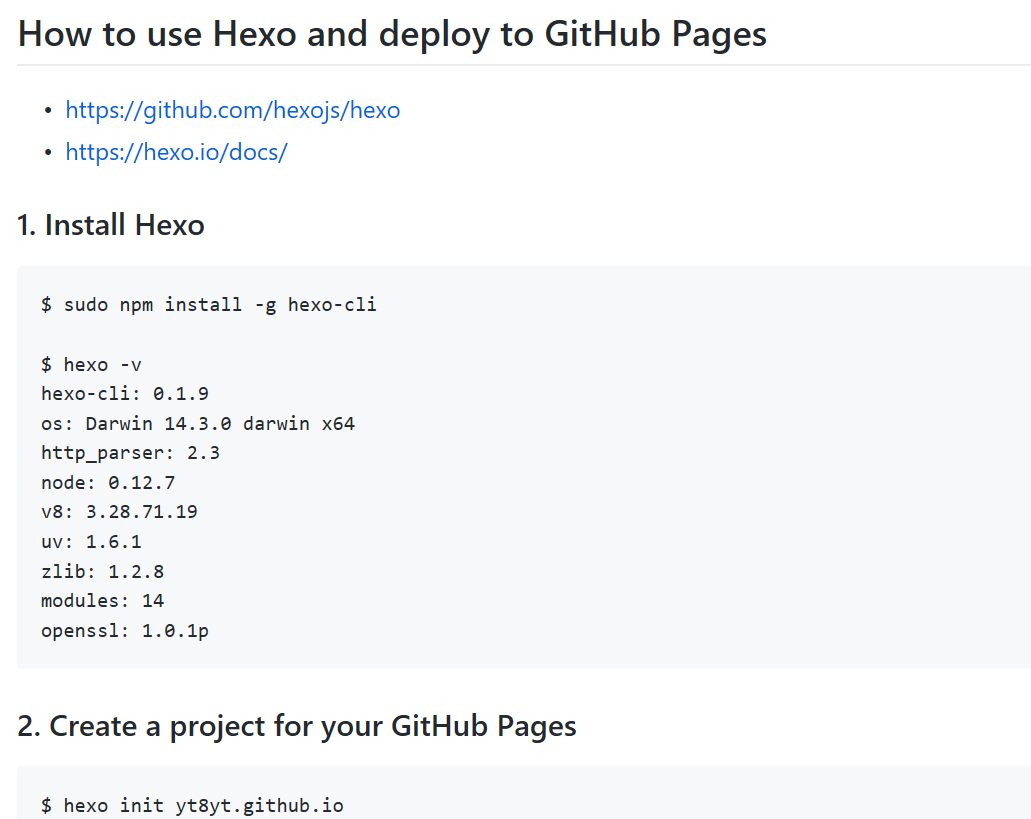 How to use Hexo and deploy to GitHub Pages
• https://github.com/hexojs/hexo
• https://hexo.io/docs/
1. Install Hexo
$ sudo npm install -g hexo-cli
$ hexo -v
hexo-cli: 0.1.9
os: Darwin 14.3.0 darwin x64
http_parser: 2.3
node: 0.12.7
v8: 3.28.71.19
uv: 1.6.1
zlib: 1.2.8
modules: 14
openssl: 1.0.1p
2. Create a project for your GitHub Pages
$ hexo init yt8yt.github.io